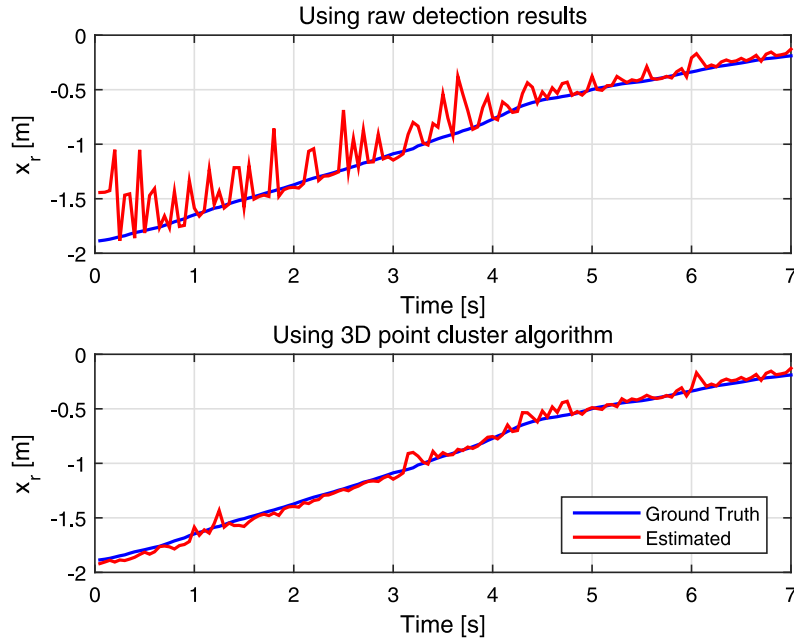 Using raw detection results
0
-0.5
-1
-1.5
-2
x_r [m]
0 1 2 3 4 5 6 7
Time [s]
Using 3D point cluster algorithm
0
-0.5
-1
-1.5
-2
x_r [m]
Ground Truth
Estimated
0 1 2 3 4 5 6 7
Time [s]